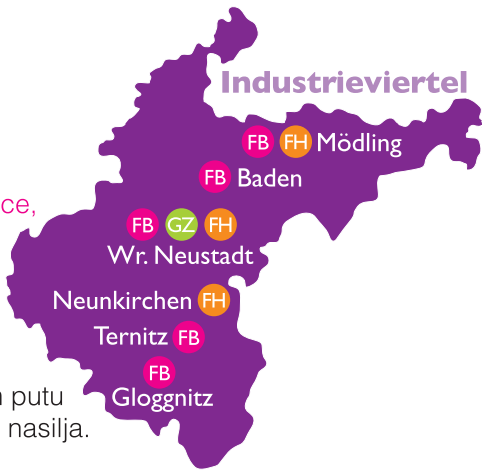 Industrieviertel
FB FH Mödling
FB Baden
ce,
FB GZ FH
Wr. Neustadt
Neunkirchen FH
Ternitz FB
FB
Gloggnitz
putu
nasilja.